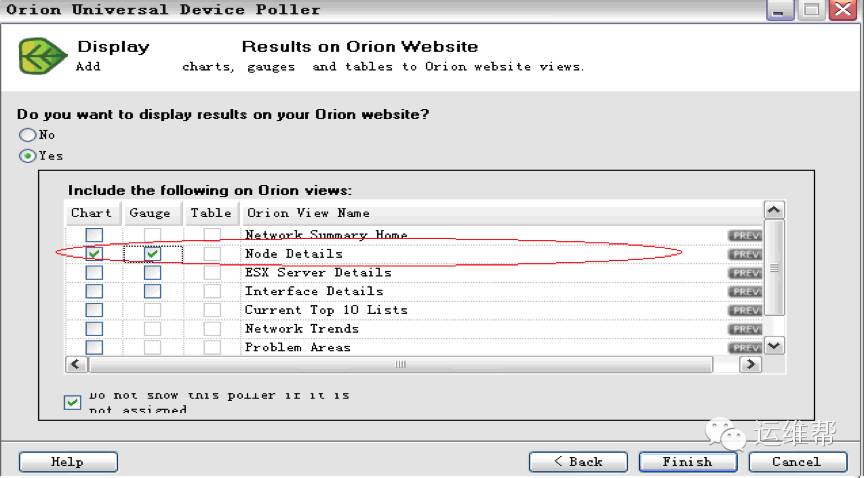 Orion Universal Device Poller
Display Results on Orion Website
Add charts, gauges and tables to Orion website views.
Do you want to display results on your Orion website?
No
Yes
Include the following on Orion views:
Chart Gauge Table Orion View Name
Network Summary Home PREV
Node Details
ESX Server Details PREV
Interface Details PREV
Current Top 10 Lists PREV
Network Trends PREV
Problem Areas PREV
Do not show this poller if it is
not assigned
运维帮
Help < Back Finish Cancel